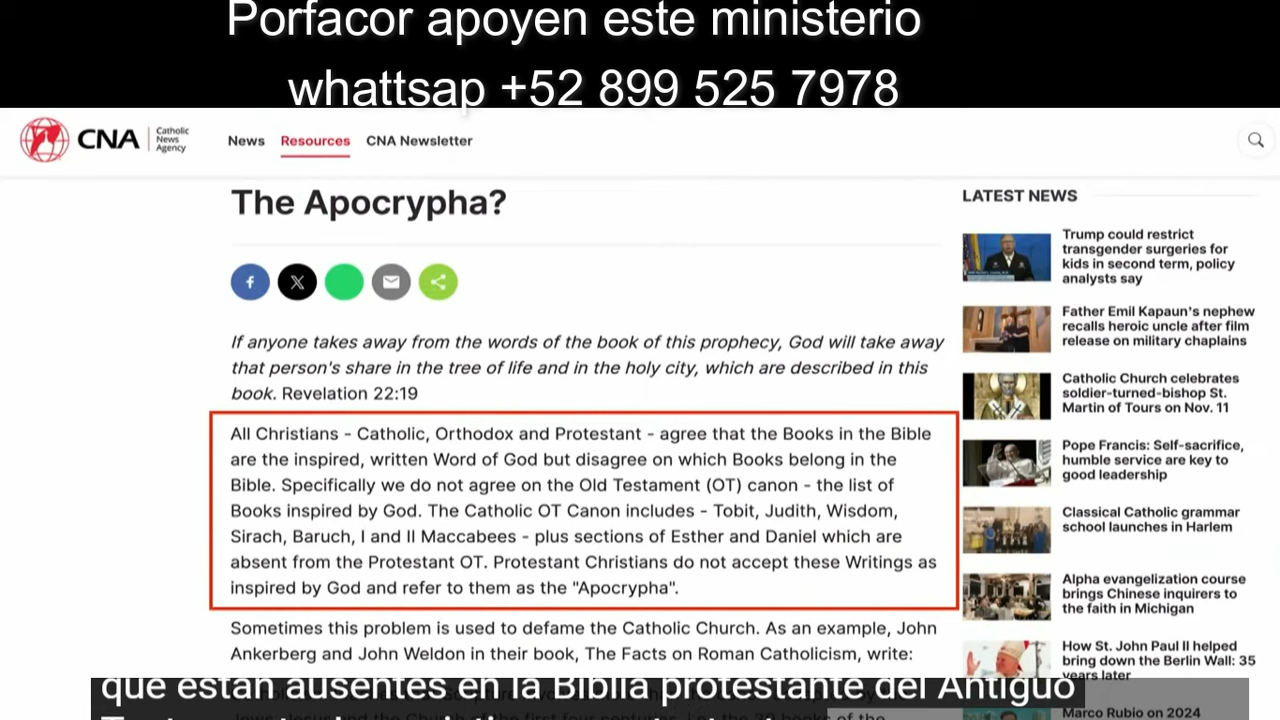 Porfacor apoyen este ministerio
whattsap +52 899 525 7978
CNA
Catholic
News
Agency
News
Resources
CNA Newsletter
The Apocrypha?
If anyone takes away from the words of the book of this prophecy, God will take away
that person's share in the tree of life and in the holy city, which are described in this
book. Revelation 22:19
All Christians - Catholic, Orthodox and Protestant - agree that the Books in the Bible
are the inspired, written Word of God but disagree on which Books belong in the
Bible. Specifically we do not agree on the Old Testament (OT) canon - the list of
Books inspired by God. The Catholic OT Canon includes - Tobit, Judith, Wisdom,
Sirach, Baruch, I and II Maccabees - plus sections of Esther and Daniel which are
absent from the Protestant OT. Protestant Christians do not accept these Writings as
inspired by God and refer to them as the "Apocrypha".
Sometimes this problem is used to defame the Catholic Church. As an example, John
Ankerberg and John Weldon in their book, The Facts on Roman Catholicism, write:
LATEST NEWS
Trump could restrict
transgender surgeries for
kids in second term, policy
analysts say
Father Emil Kapaun's nephew
recalls heroic uncle after film
release on military chaplains
Catholic Church celebrates
soldier-turned-bishop St.
Martin of Tours on Nov. 11
Pope Francis: Self-sacrifice,
humble service are key to
good leadership
Classical Catholic grammar
school launches in Harlem
Alpha evangelization course
brings Chinese inquirers to
the faith in Michigan
How St. John Paul II helped
bring down the Berlin Wall: 35
years later
Marco Rubio on 2024
que están ausentes en la Biblia protestante del Antiguo